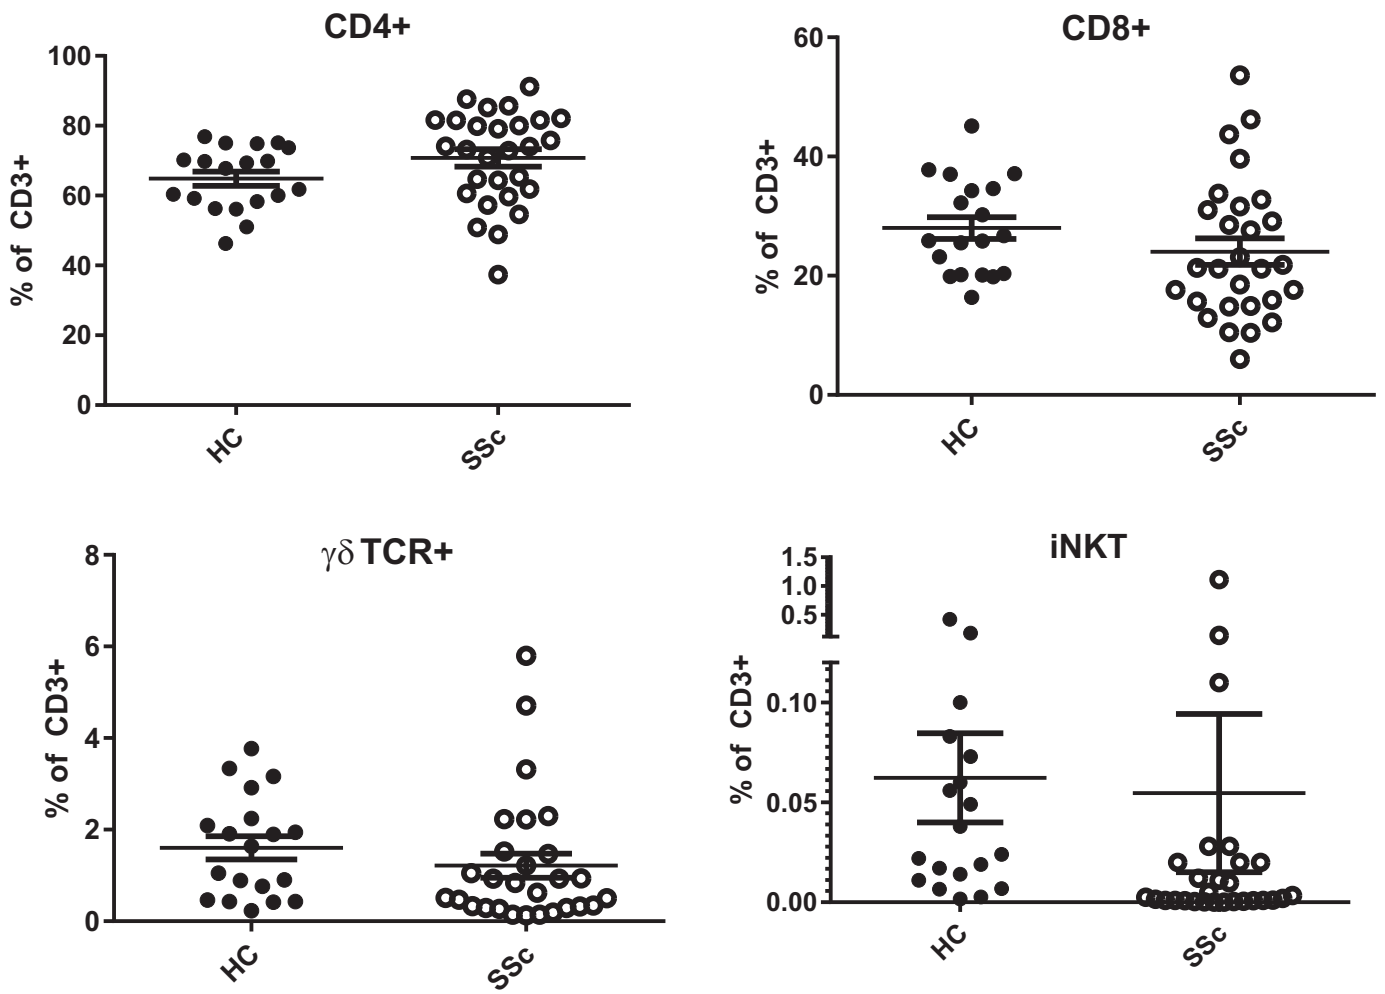 CD4+
% of CD3+
100
80
60
40
20
0
HC
SSc
CD8+
% of CD3+
60
40
20
0
HC
SSc
γδ TCR+
% of CD3+
8
6
4
2
0
HC
SSc
iNKT
% of CD3+
1.5
1.0
0.5
0.10
0.05
0.00
HC
SSc